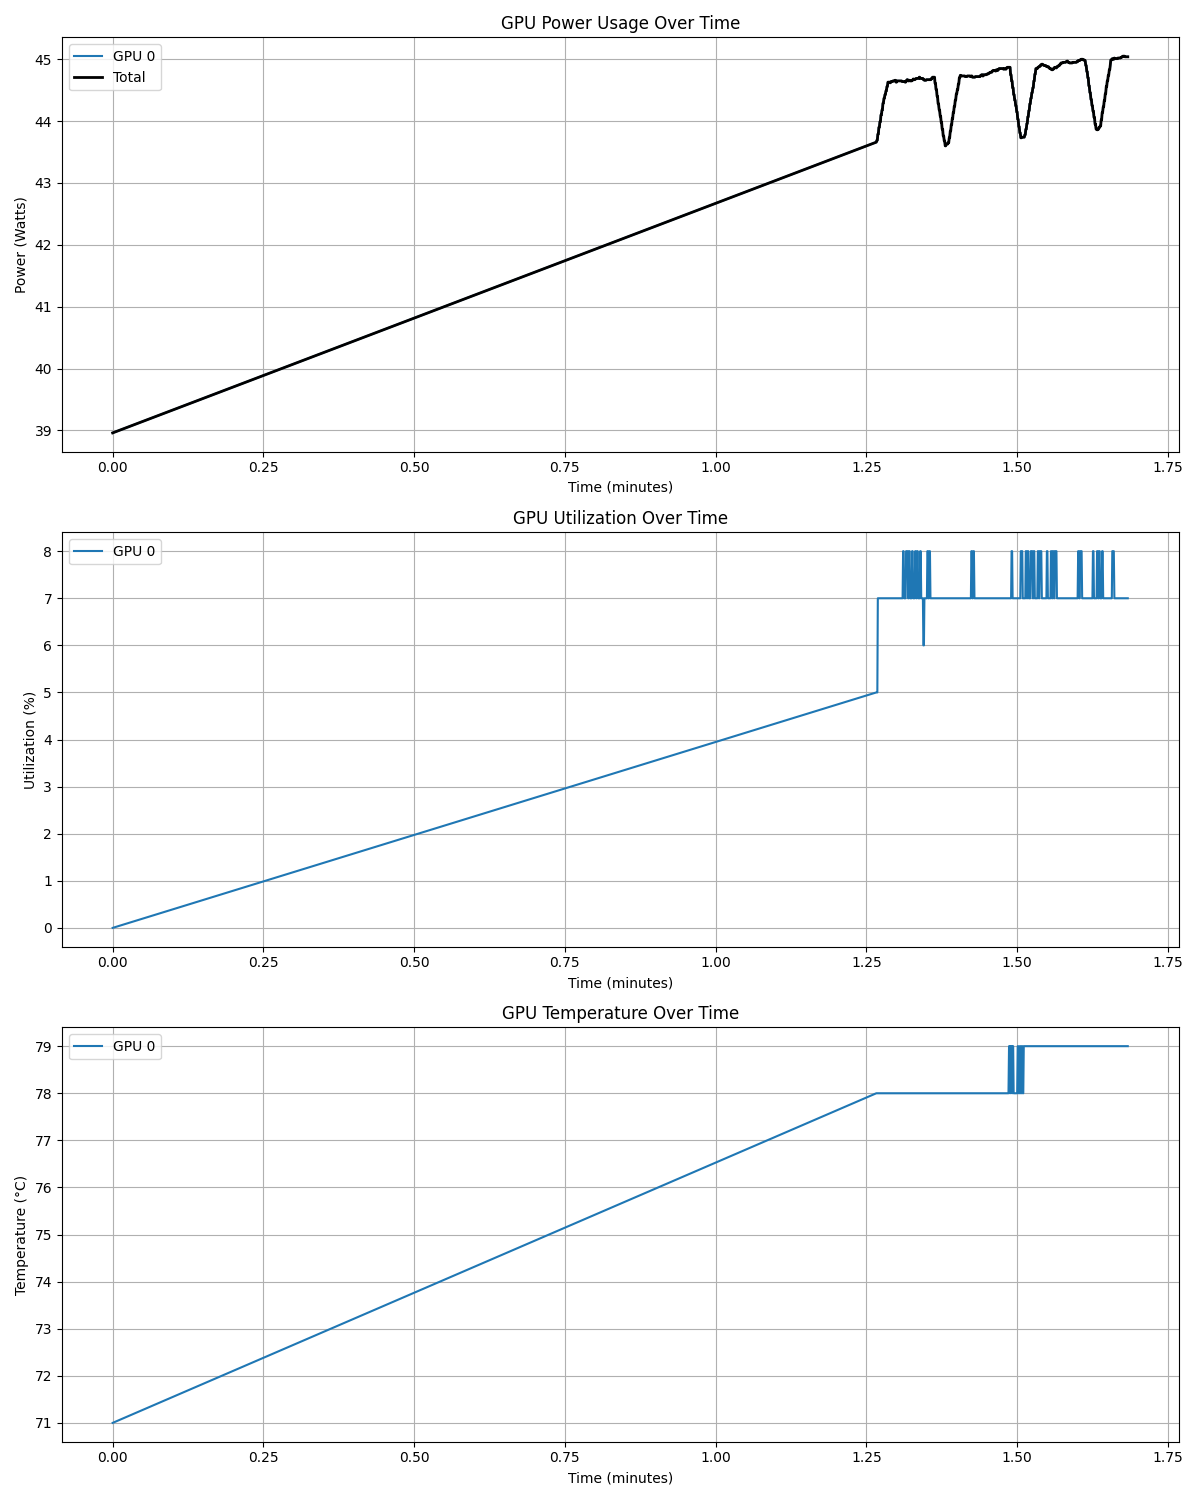 GPU Power Usage Over Time
GPU 0
Total
45
44
43
42
41
40
39
Power (Watts)
0.00 0.25 0.50 0.75 1.00 1.25 1.50 1.75
Time (minutes)
GPU Utilization Over Time
GPU 0
8
7
6
5
4
3
2
1
0
Utilization (%)
0.00 0.25 0.50 0.75 1.00 1.25 1.50 1.75
Time (minutes)
GPU Temperature Over Time
GPU 0
79
78
77
76
75
74
73
72
71
Temperature (°C)
0.00 0.25 0.50 0.75 1.00 1.25 1.50 1.75
Time (minutes)